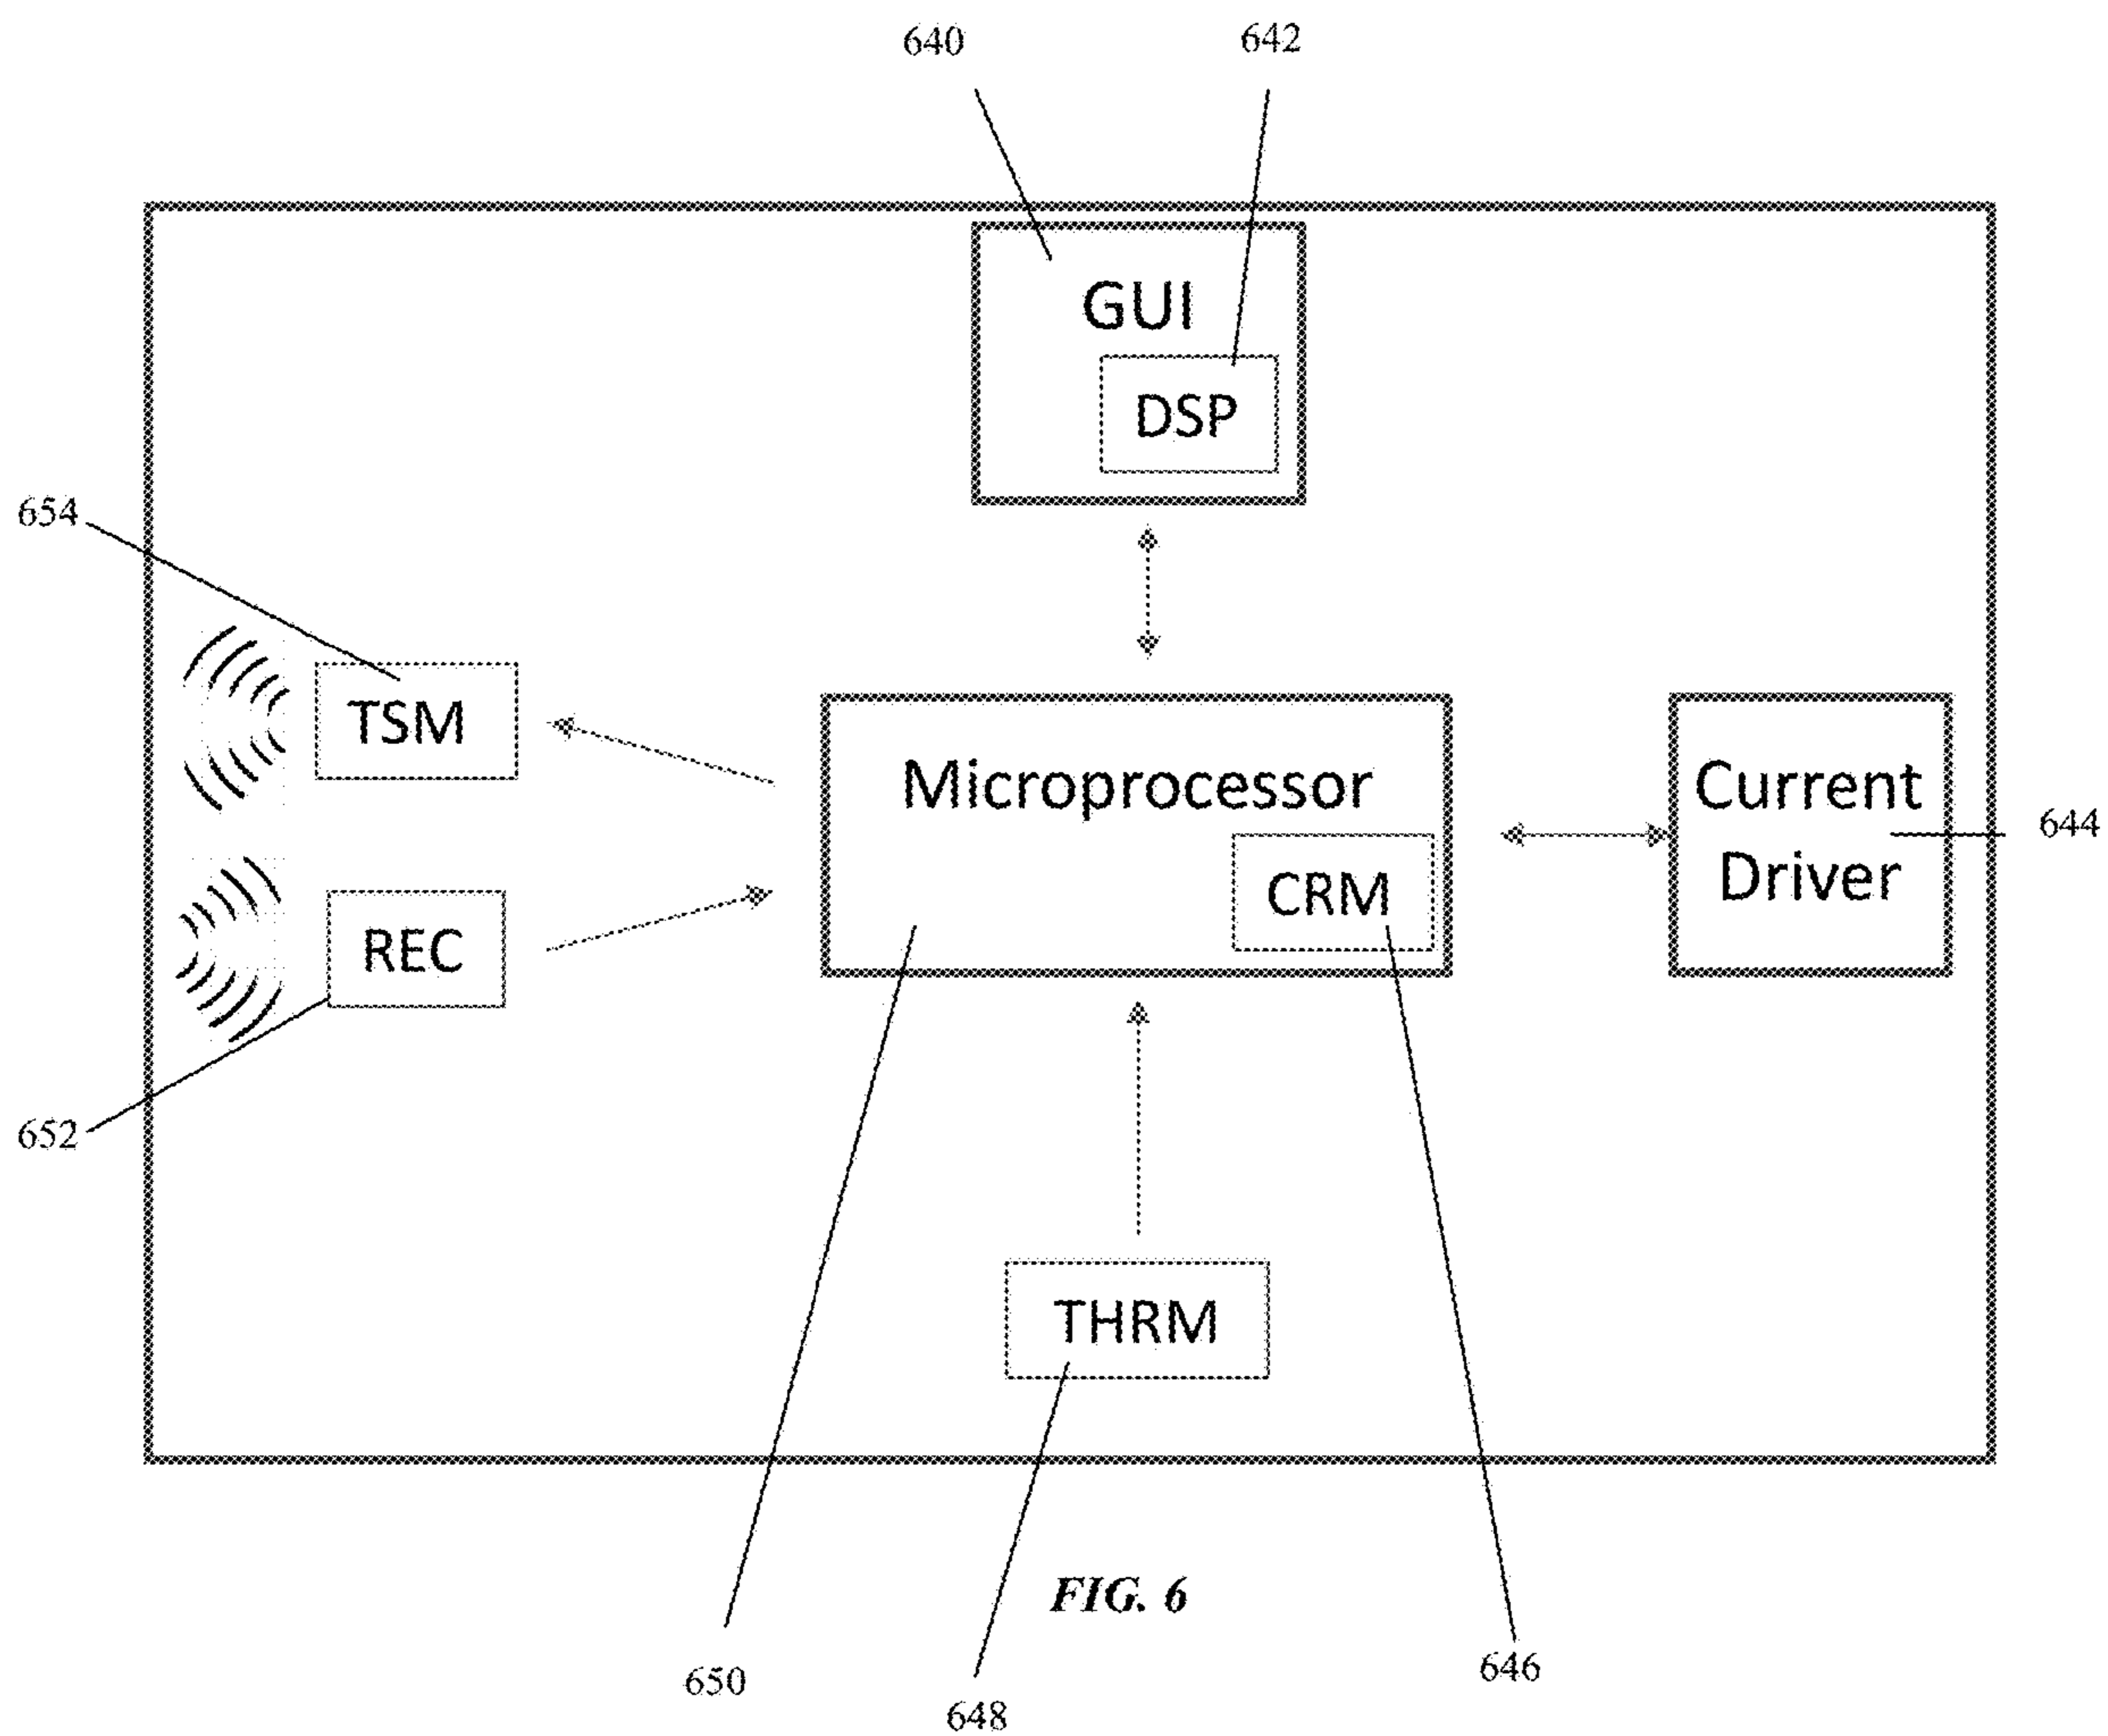 640
642
GUI
DSP
654
TSM
Microprocessor
Current
Driver
644
CRM
REC
652
THRM
FIG. 6
650
648
646